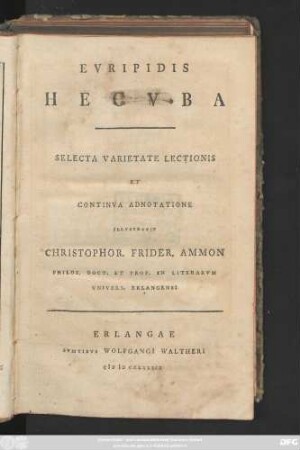 EVRIPIDIS
HECVBA
SELECTA VARIETATE LECTIONIS
ET
CONTINVA ADNOTATIONE
ILLVSTRAVIT
CHRISTOPHOR. FRIDER. AMMON
PHILOS. DOCT. ET PROF. IN LITERARVM
VNIVERS. ERLANGENSI
ERLANGAE
SVMTIBVS WOLFGANGI WALTHERI